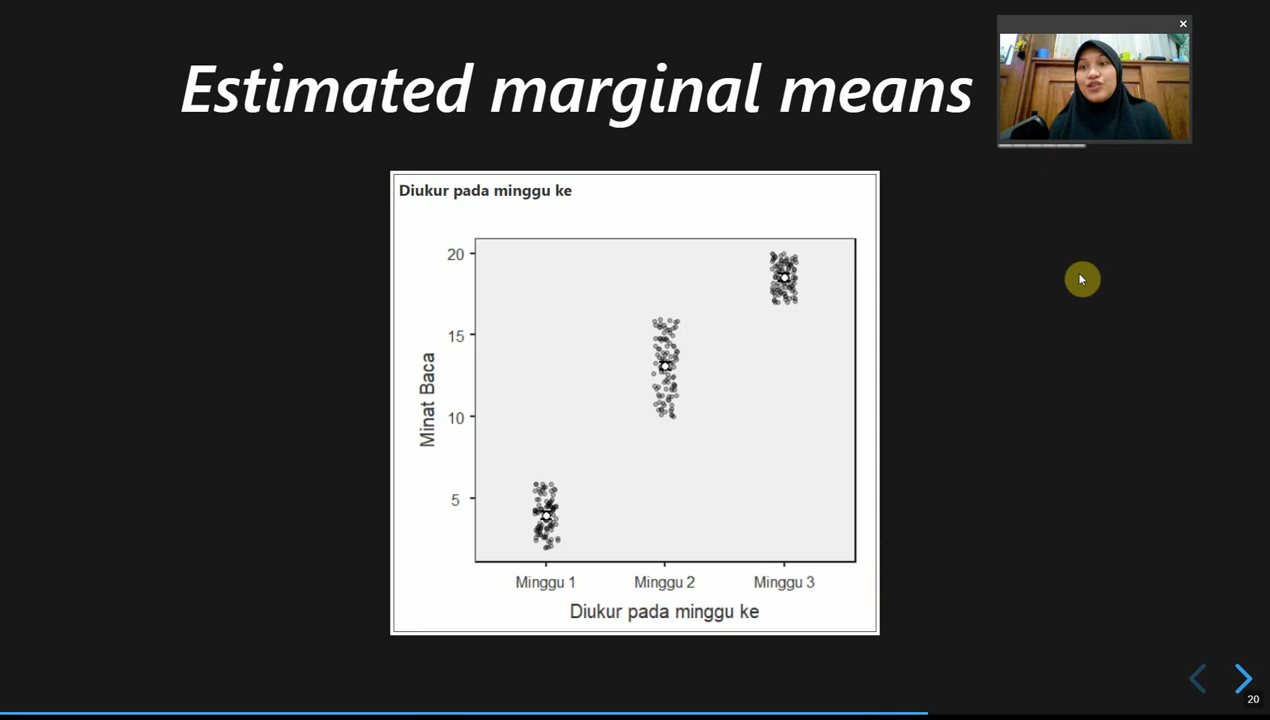 Estimated marginal means
Diukur pada minggu ke
Minat Baca
20
15
10
5
Minggu 1 Minggu 2 Minggu 3
Diukur pada minggu ke
20